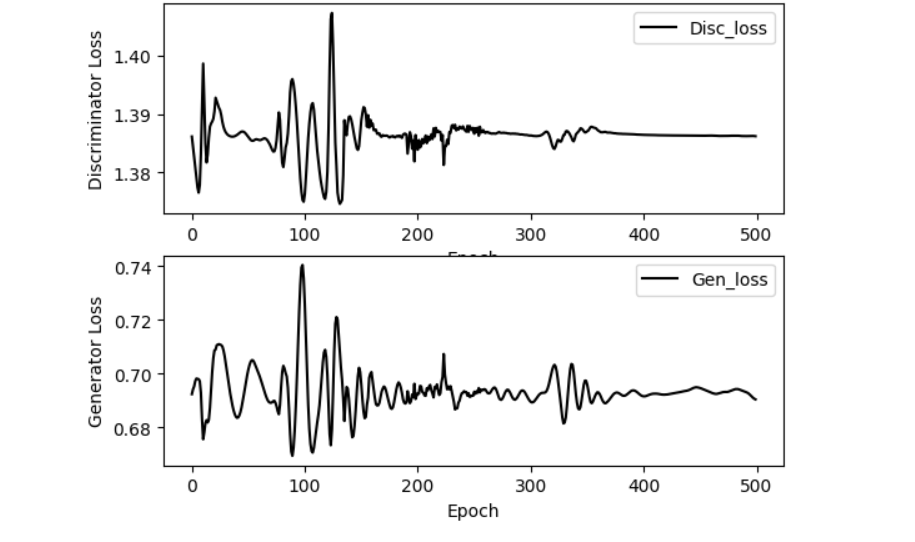 Discriminator Loss
1.40
1.39
1.38
Disc_loss
0 100 200 300 400 500
Epoch
Generator Loss
0.74
0.72
0.70
0.68
Gen_loss
0 100 200 300 400 500
Epoch